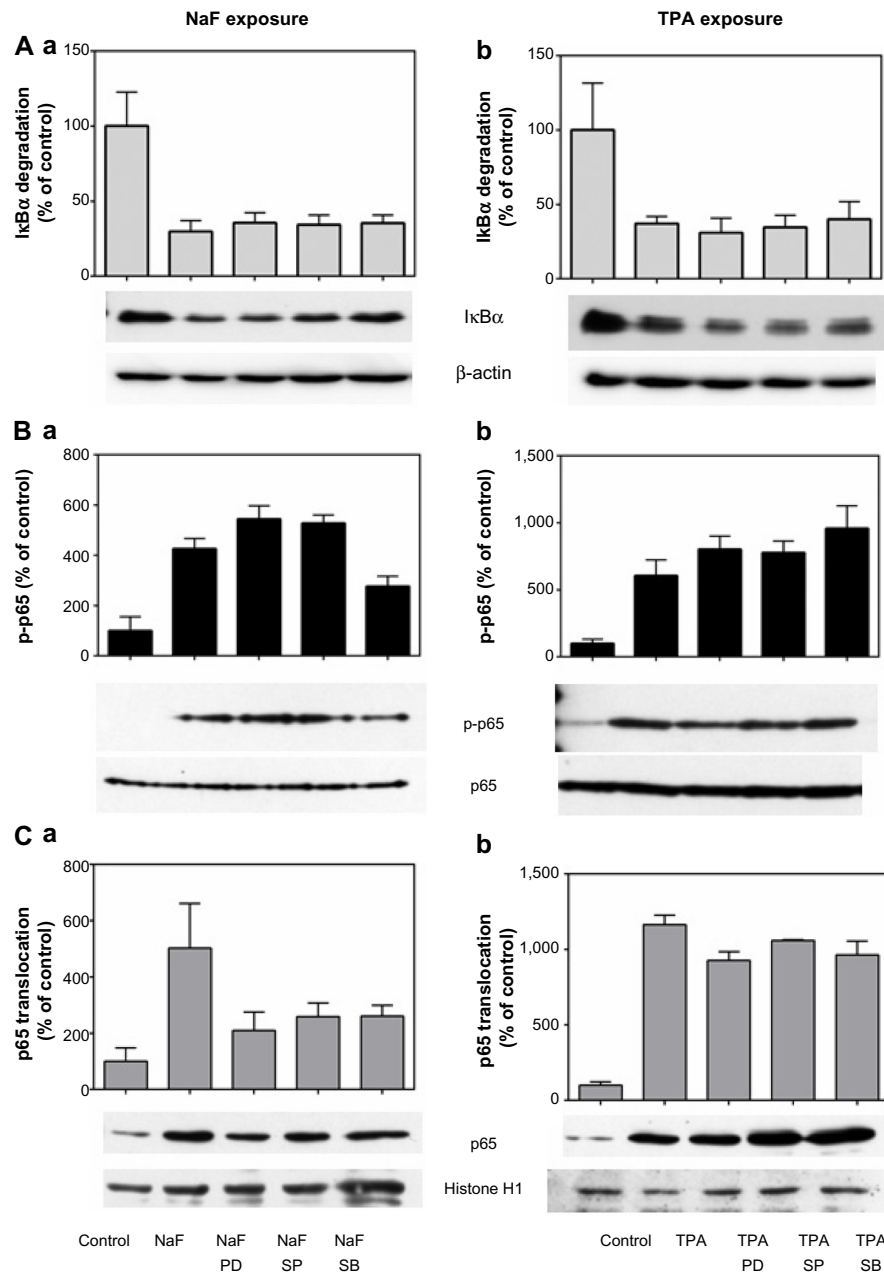 NaF exposure
TPA exposure
A a
b
IκBα degradation
(% of control)
150
100
50
0
IkBα degradation
(% of control)
150
100
50
0
IκBα
β-actin
B a
b
p-p65 (% of control)
800
600
400
200
0
p-p65 (% of control)
1,500
1,000
500
0
p-p65
p65
C a
b
p65 translocation
(% of control)
800
600
400
200
0
p65 translocation
(% of control)
1,500
1,000
500
0
p65
Histone H1
Control NaF NaF NaF NaF
PD SP SB
Control TPA TPA TPA TPA
PD SP SB